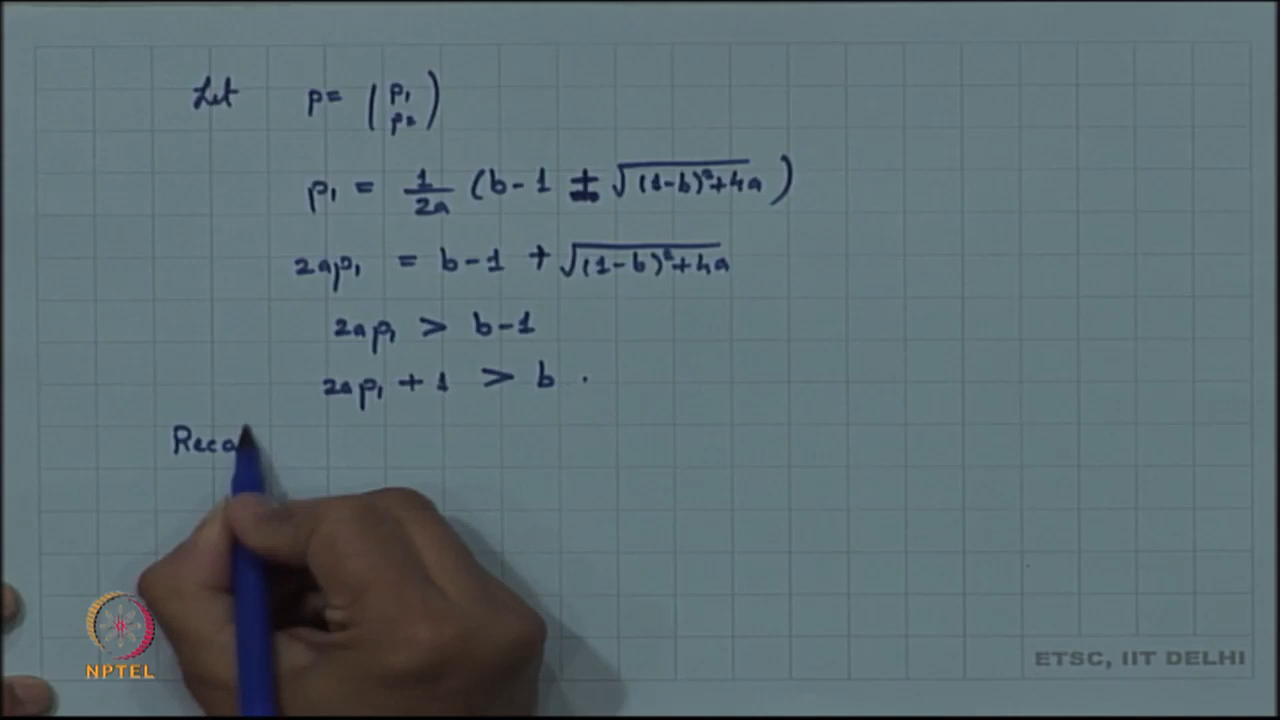 Let p = ( p₁
p₂ )
p₁ = 1/2a (b - 1 ± √(1-b)²+4a )
2ap₁ = b-1 + √(1-b)²+4a
2ap₁ > b-1
2ap₁ + 1 > b .
Reca
NPTEL
ETSC, IIT DELHI